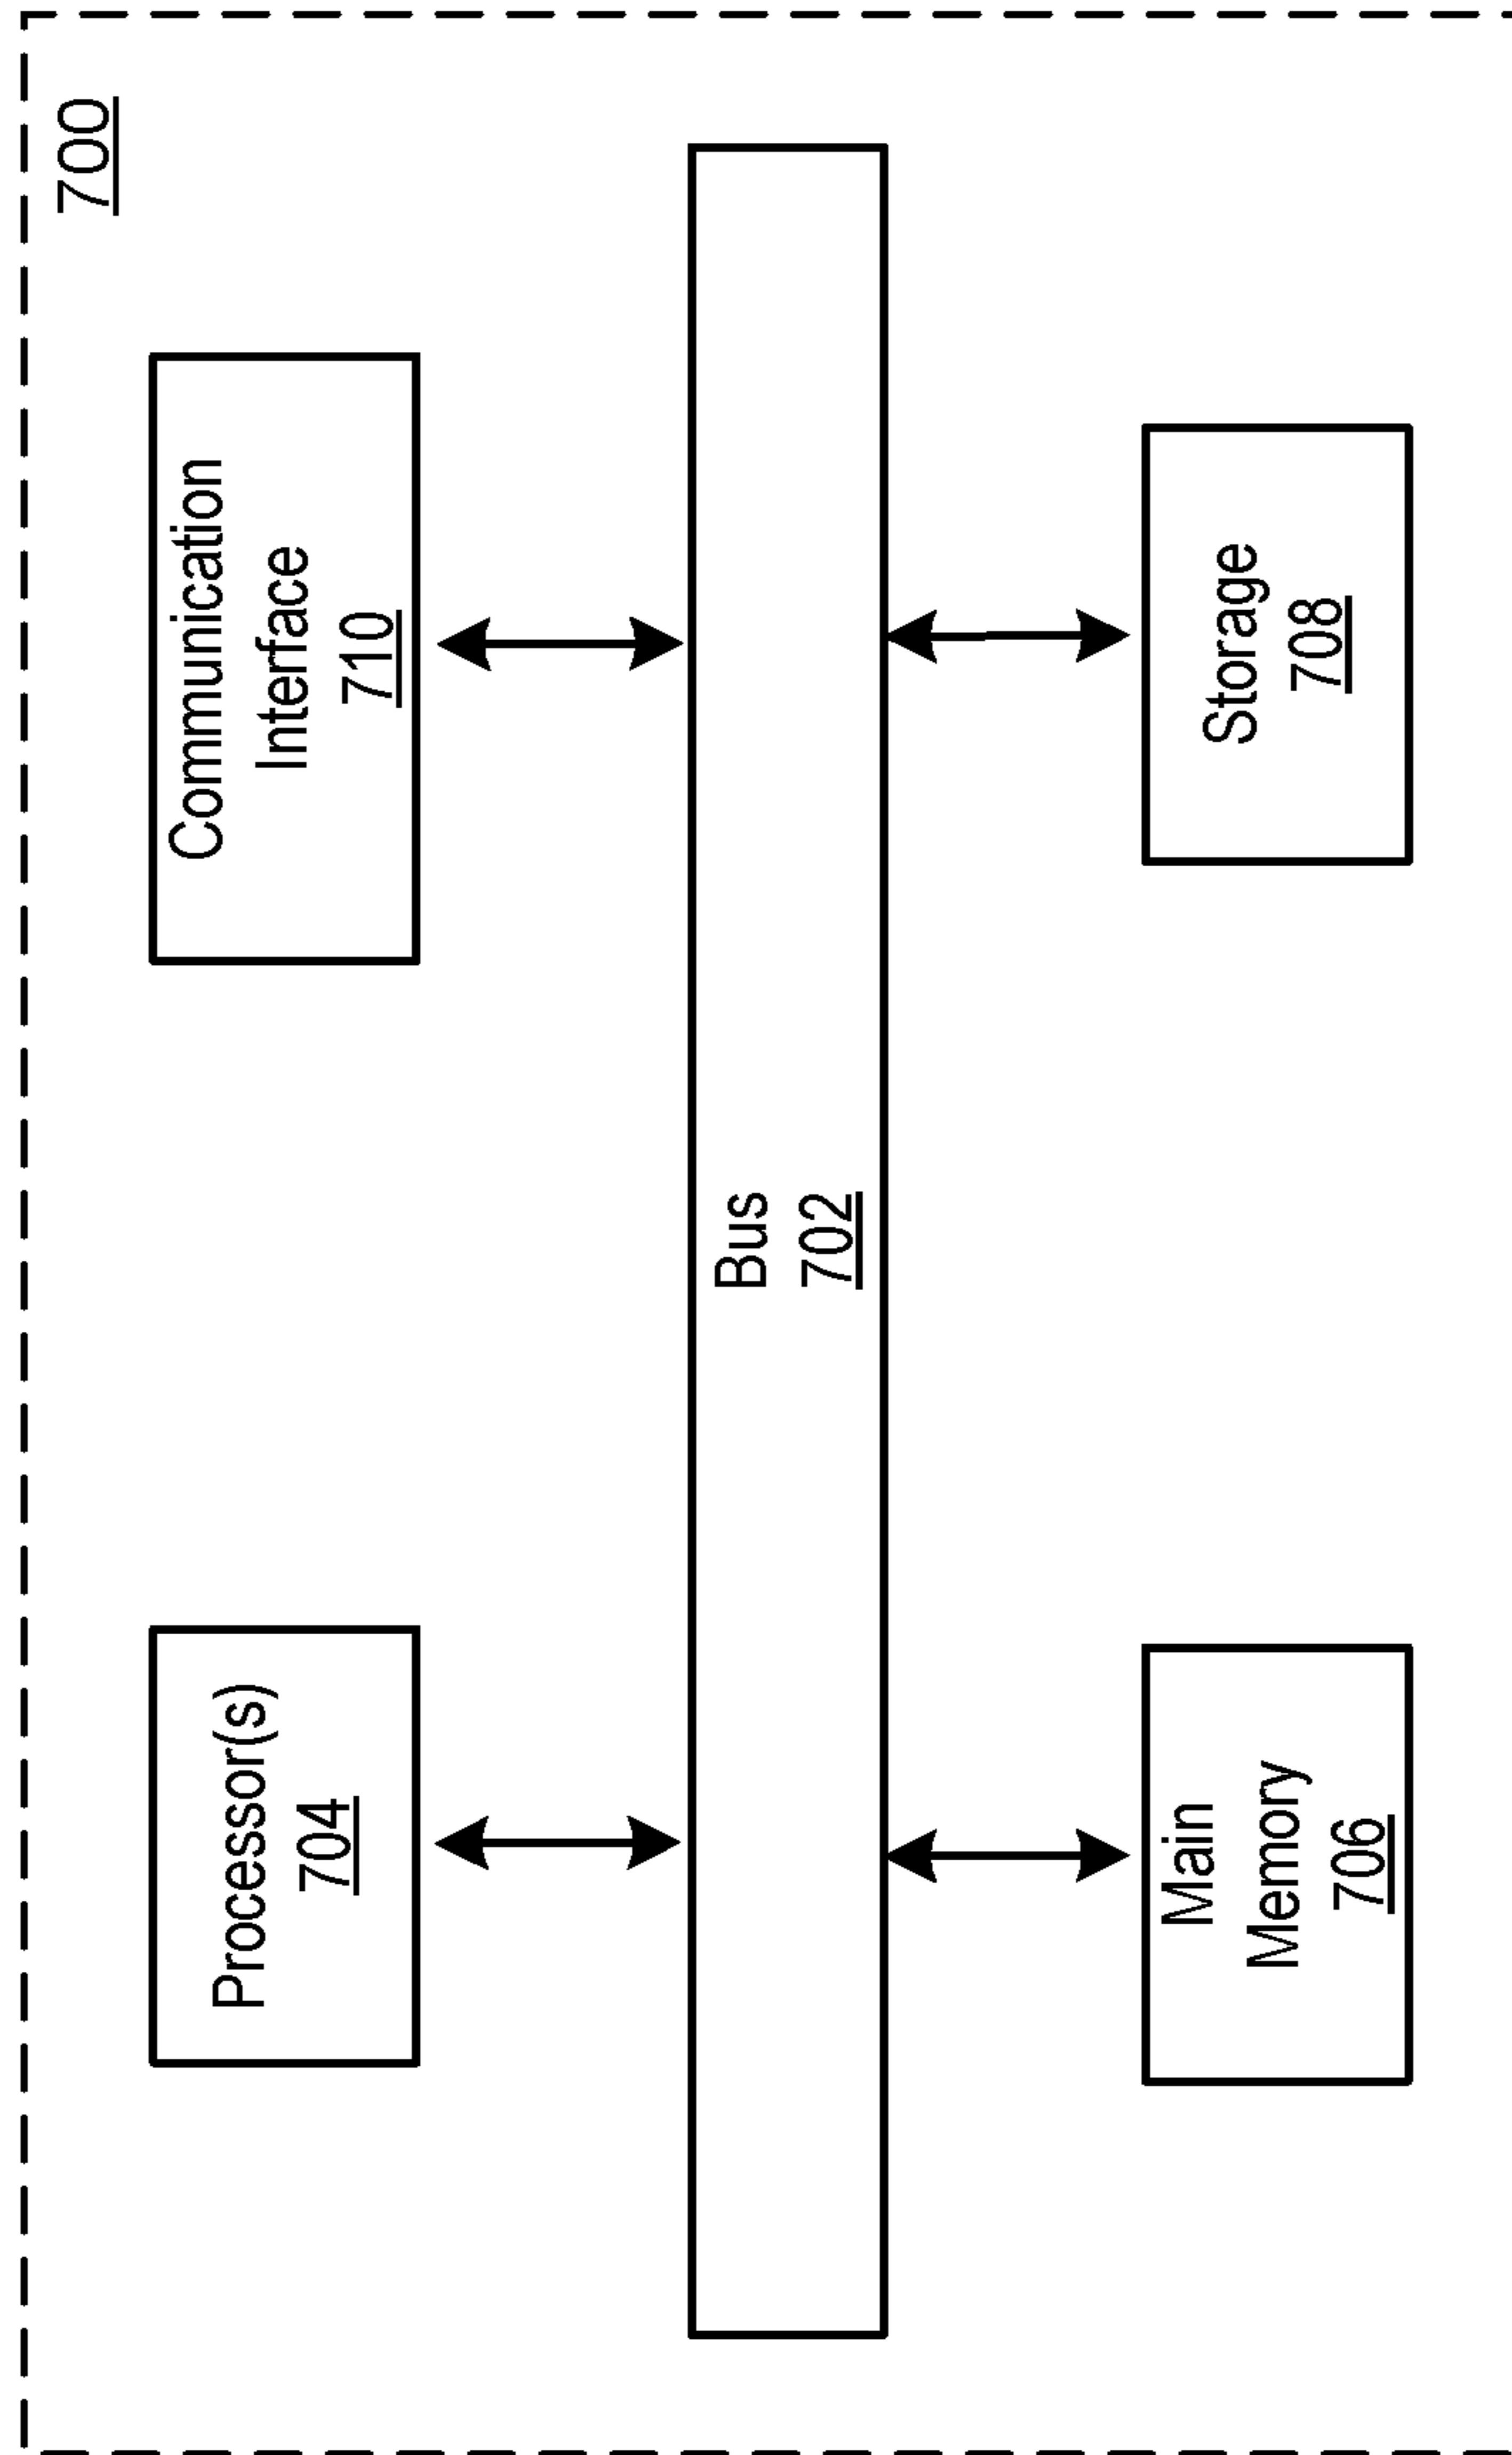 700
Processor(s)
704
Communication
Interface
710
Bus
702
Main
Memory
706
Storage
708